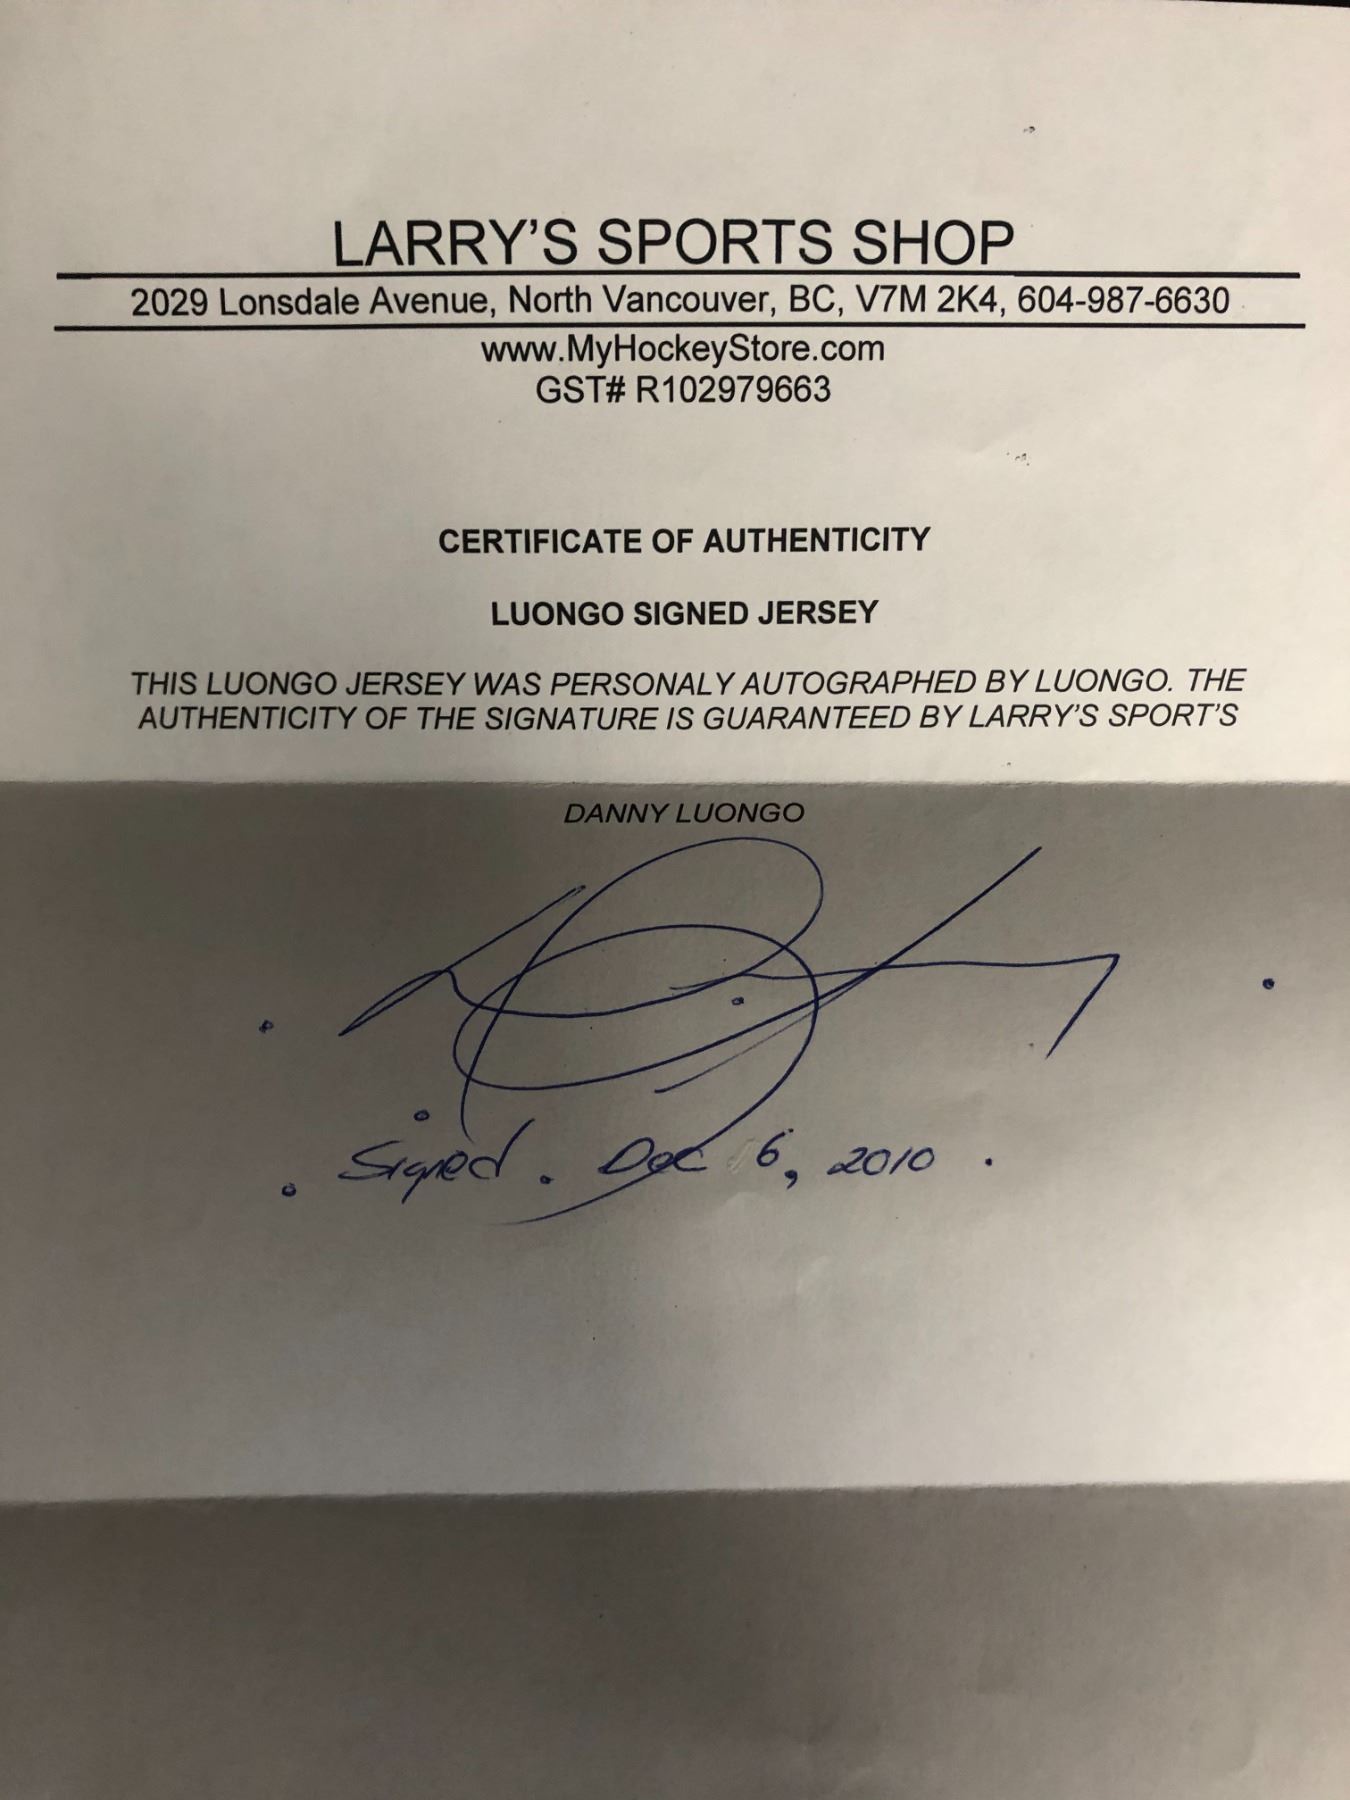 LARRY'S SPORTS SHOP
2029 Lonsdale Avenue, North Vancouver, BC, V7M 2K4, 604-987-6630
www.MyHockeyStore.com
GST# R102979663
CERTIFICATE OF AUTHENTICITY
LUONGO SIGNED JERSEY
THIS LUONGO JERSEY WAS PERSONALY AUTOGRAPHED BY LUONGO. THE
AUTHENTICITY OF THE SIGNATURE IS GUARANTEED BY LARRY'S SPORT'S
DANNY LUONGO
Signed. Dec 6, 2010.